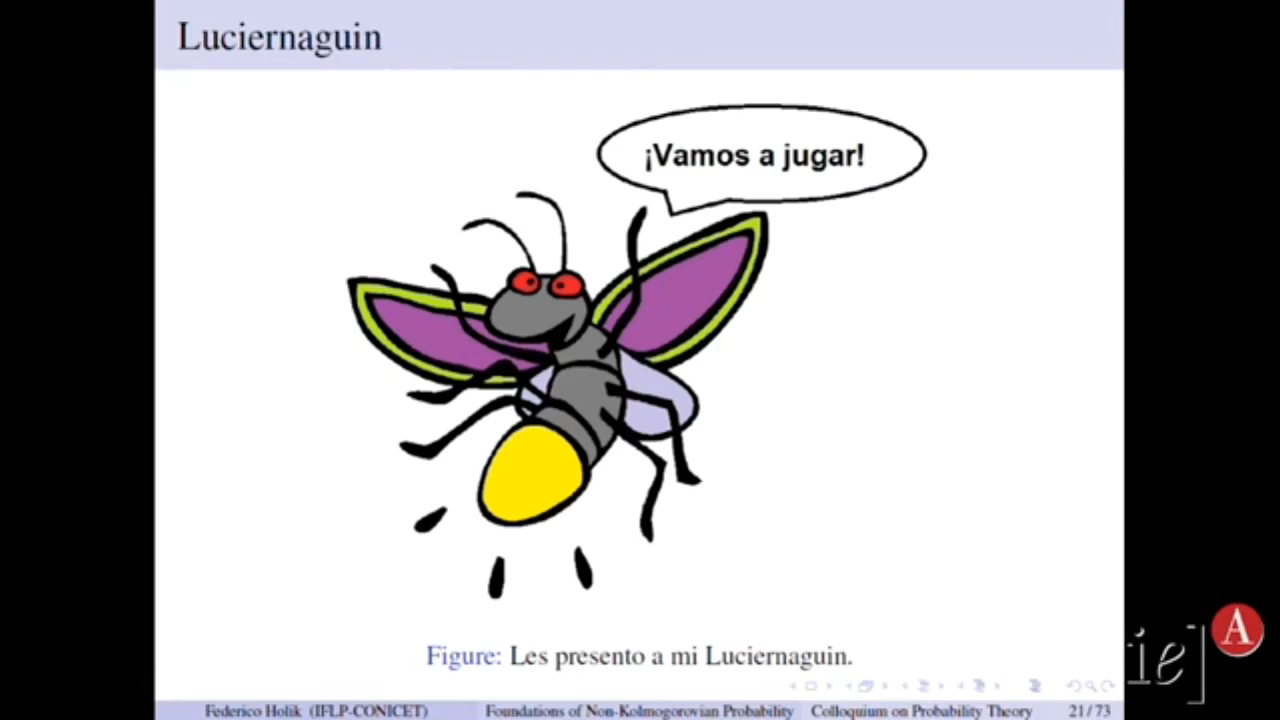 Luciernaguin
¡Vamos a jugar!
Figure: Les presento a mi Luciernaguin.
ie]
A
Federico Holik (IFLP-CONICET) Foundations of Non-Kolmogorovian Probability Colloquium on Probability Theory 21 / 73